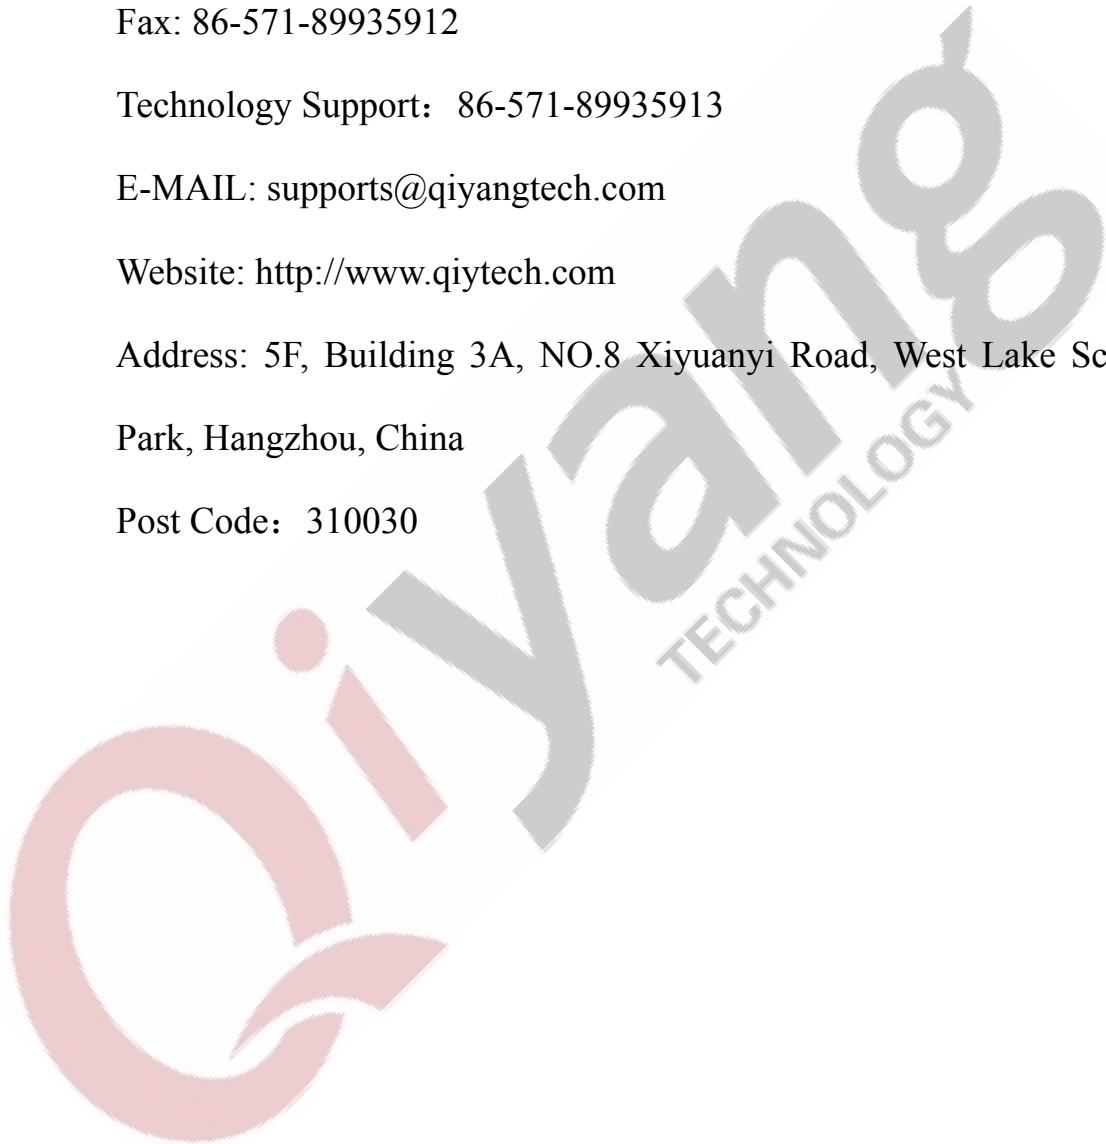 Fax: 86-571-89935912
Technology Support：86-571-89935913
E-MAIL: supports@qiyangtech.com
Website: http://www.qiytech.com
Address: 5F, Building 3A, NO.8 Xiyuanyi Road, West Lake Sc
Park, Hangzhou, China
Post Code：310030
Qiyang
TECHNOLOGY